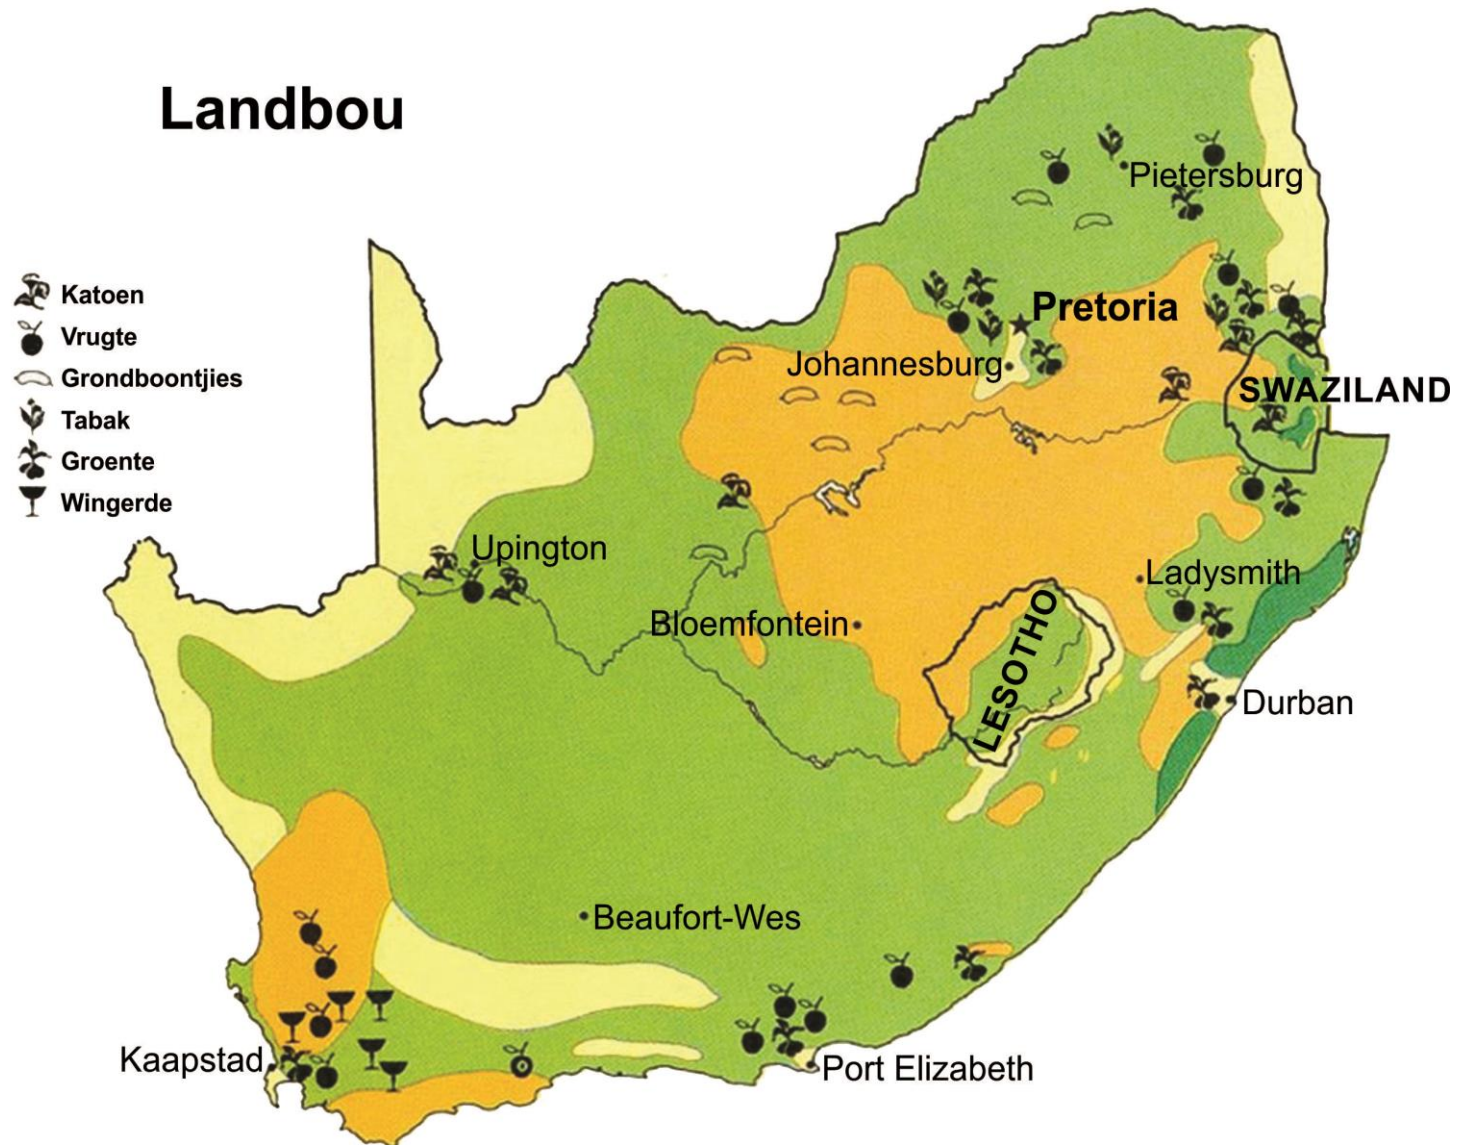 Landbou
Katoen
Vrugte
Grondboontjies
Tabak
Groente
Wingerde
Pietersburg
Pretoria
Johannesburg
SWAZILAND
Upington
Ladysmith
Bloemfontein
LESOTHO
Durban
Beaufort-Wes
Kaapstad
Port Elizabeth